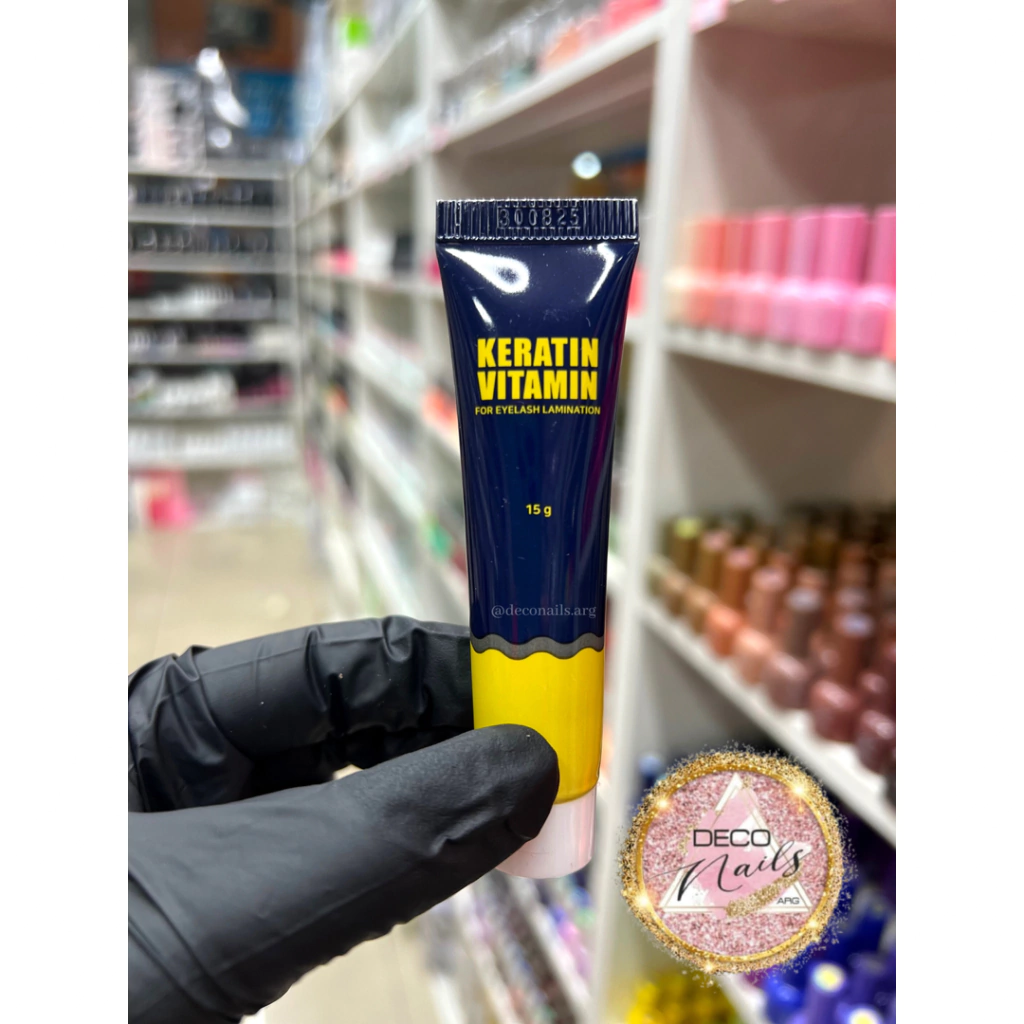 300825
KERATIN
VITAMIN
FOR EYELASH LAMINATION
15 g
@deconails.arg
DECO
Nails
ARG